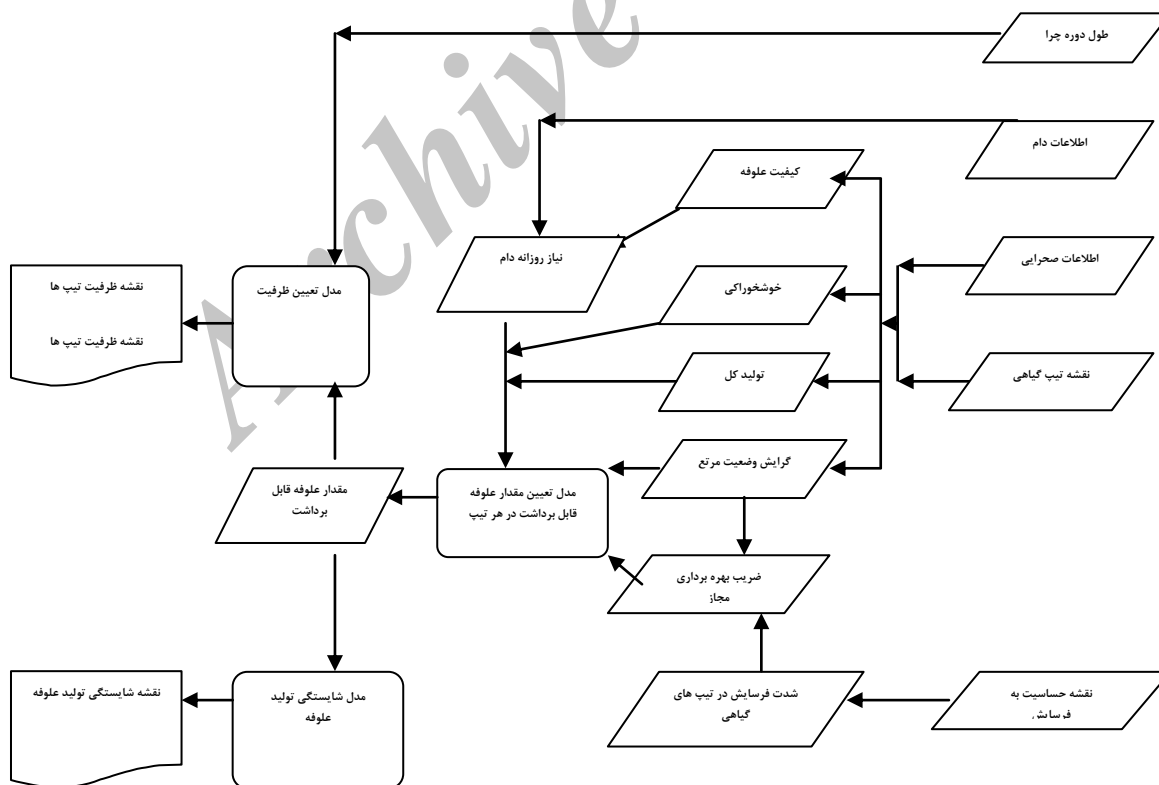 طول دوره چرا
اطلاعات دام
کیفیت علوفه
نیاز روزانه دام
اطلاعات صحرایی
مدل تعیین ظرفیت
نقشه ظرفیت تیپ ها
نقشه ظرفیت تیپ ها
خوشخوراکی
تولید کل
نقشه تیپ گیاهی
گرایش وضعیت مرتع
مدل تعیین مقدار علوفه
قابل برداشت در هر تیپ
مقدار علوفه قابل
برداشت
ضریب بهره برداری
مجاز
شدت فرسایش در تیپ های
گیاهی
نقشه حساسیت به
فرسایش
مدل شایستگی تولید
علوفه
نقشه شایستگی تولید علوفه
Archive